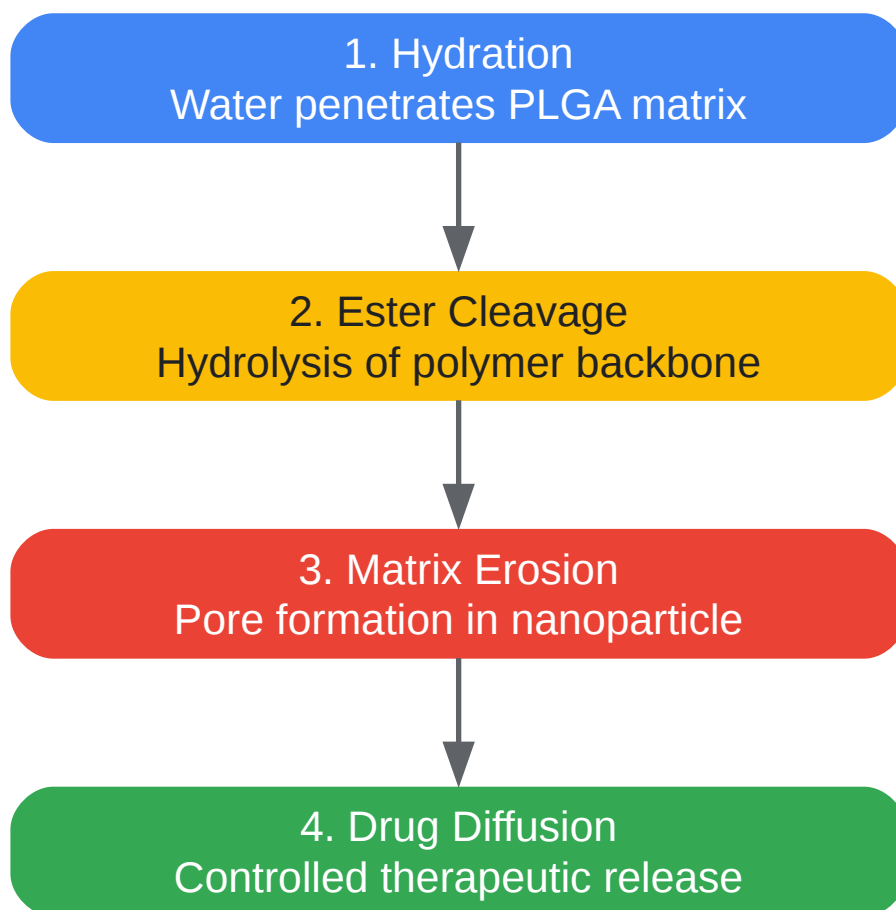 1. Hydration
Water penetrates PLGA matrix
2. Ester Cleavage
Hydrolysis of polymer backbone
3. Matrix Erosion
Pore formation in nanoparticle
4. Drug Diffusion
Controlled therapeutic release